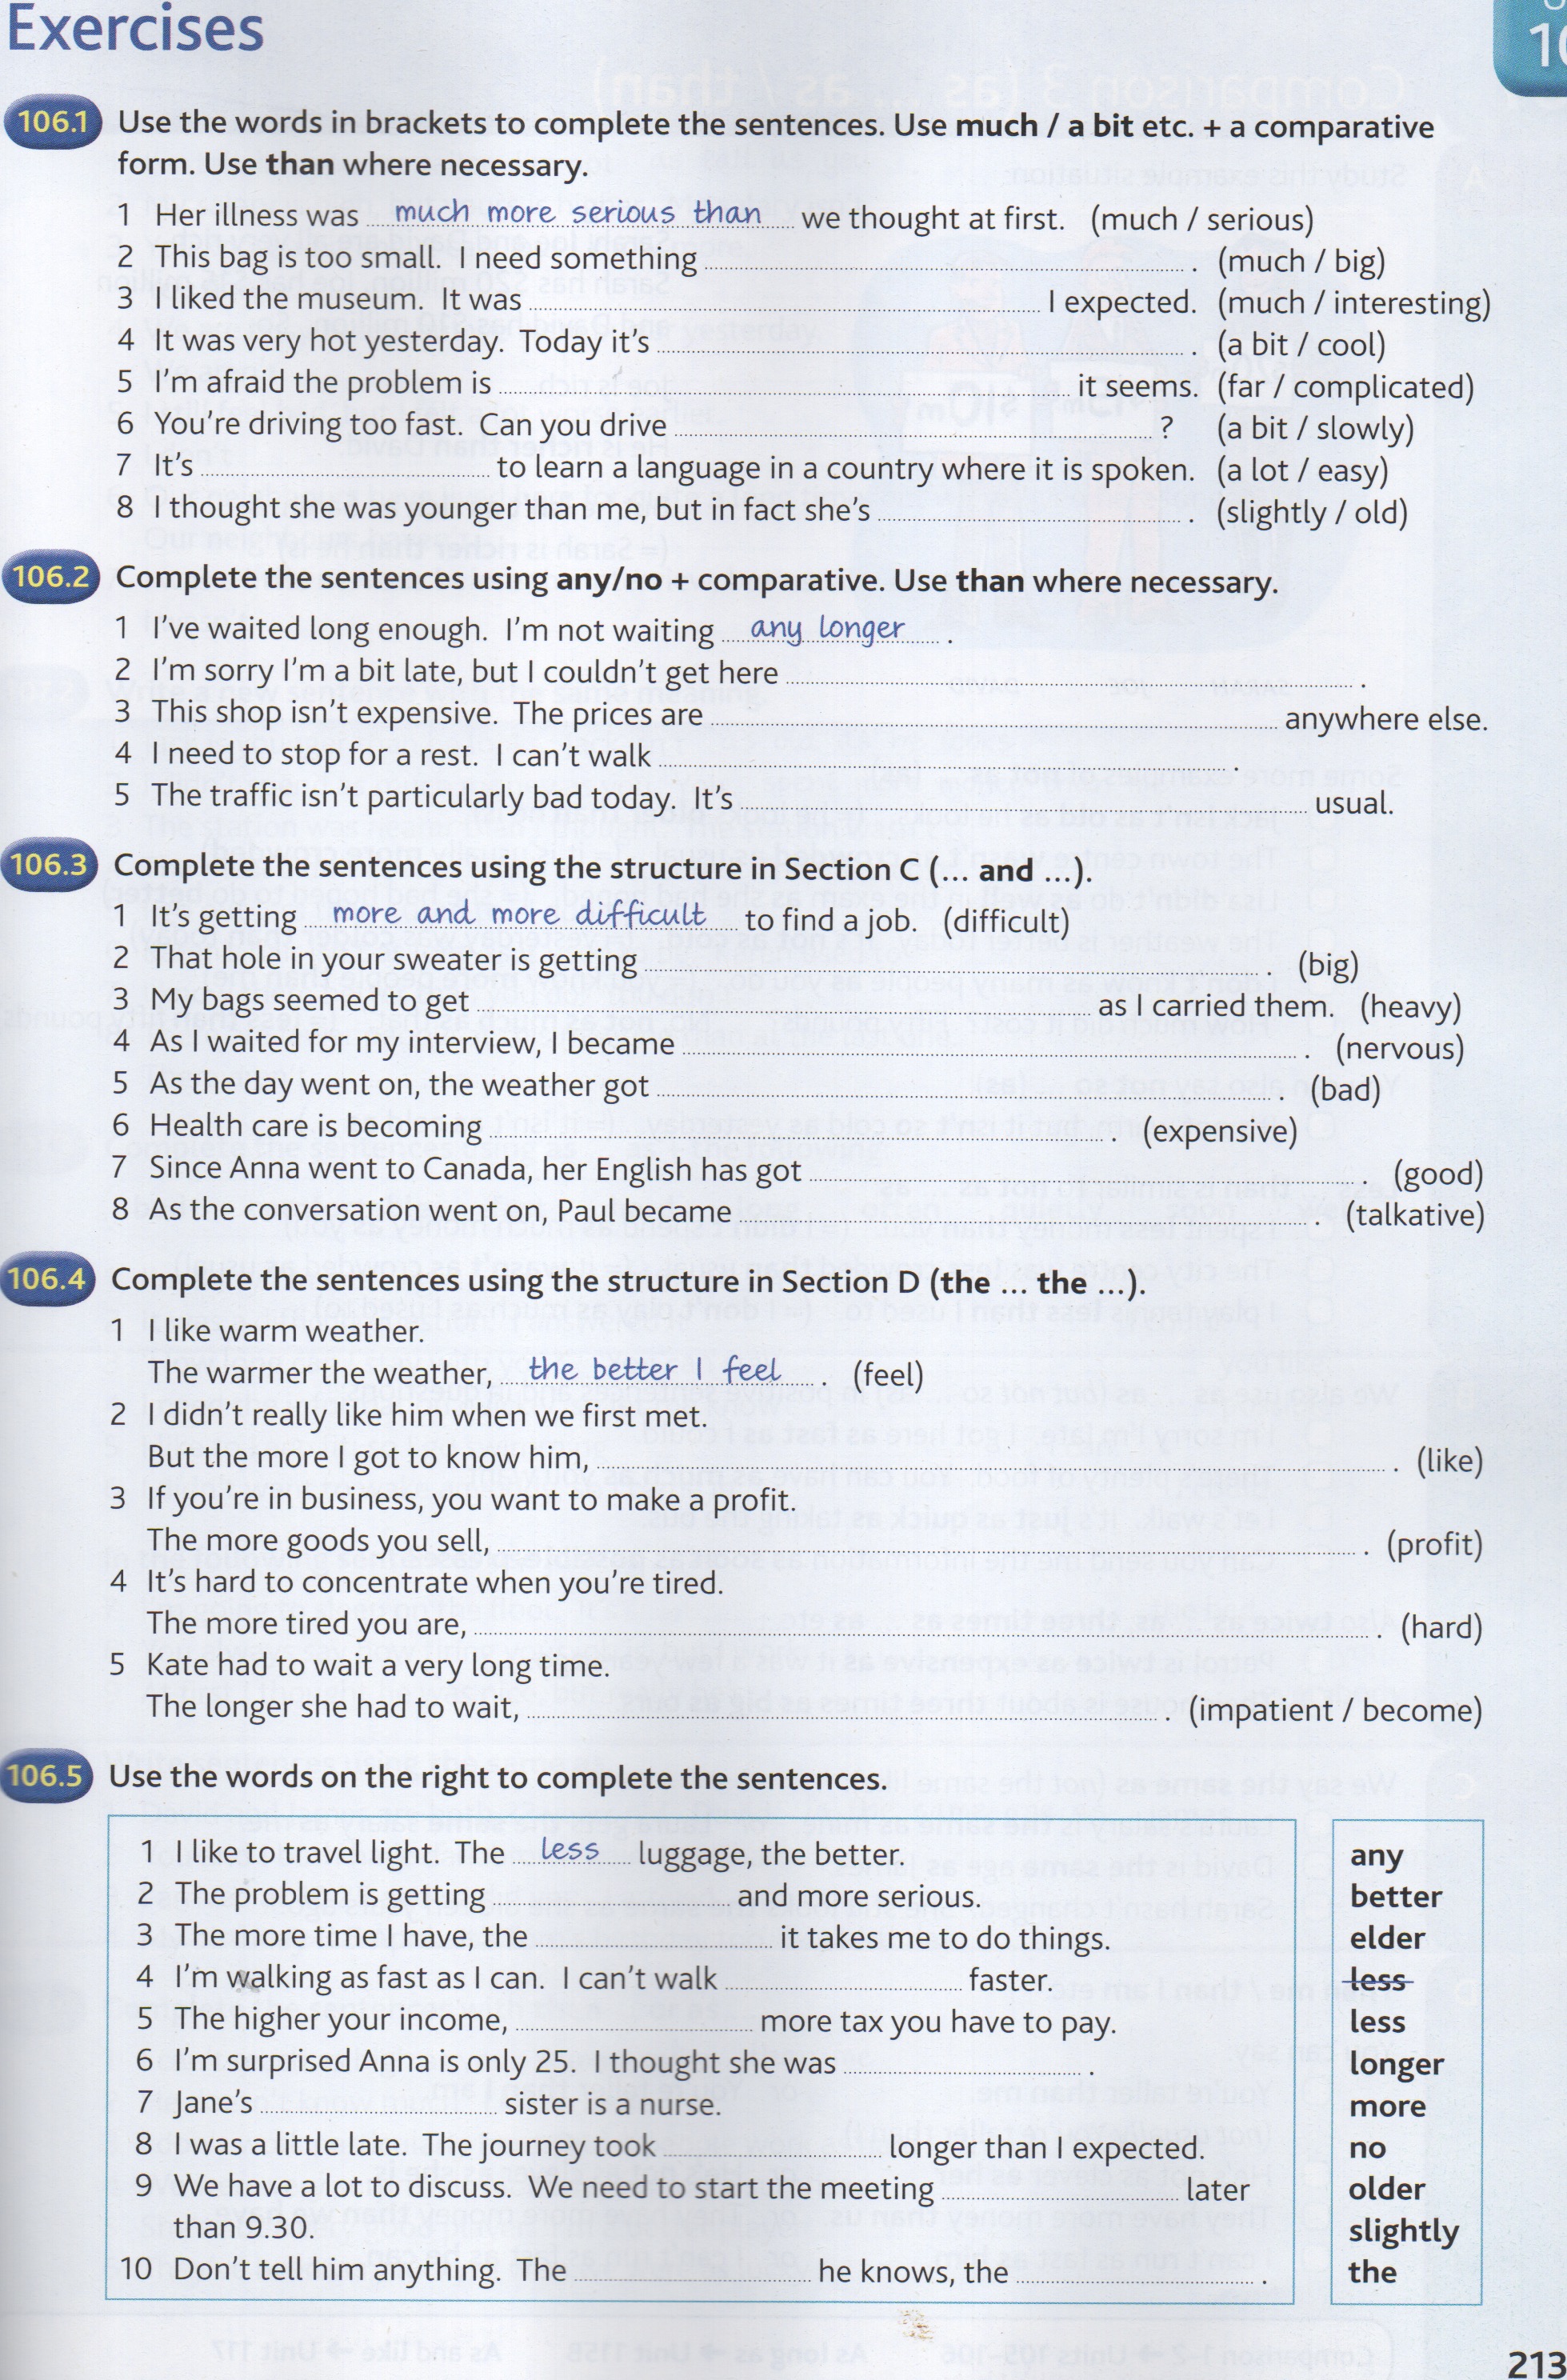 Exercises
10
106.1 Use the words in brackets to complete the sentences. Use much / a bit etc. + a comparative
form. Use than where necessary.
1 Her illness was much more serious than we thought at first. (much / serious)
2 This bag is too small. I need something . (much / big)
3 I liked the museum. It was I expected. (much / interesting)
4 It was very hot yesterday. Today it's . (a bit / cool)
5 I'm afraid the problem is it seems. (far / complicated)
6 You're driving too fast. Can you drive ? (a bit / slowly)
7 It's to learn a language in a country where it is spoken. (a lot / easy)
8 I thought she was younger than me, but in fact she's . (slightly / old)
106.2 Complete the sentences using any/no + comparative. Use than where necessary.
1 I've waited long enough. I'm not waiting any longer .
2 I'm sorry I'm a bit late, but I couldn't get here .
3 This shop isn't expensive. The prices are anywhere else.
4 I need to stop for a rest. I can't walk .
5 The traffic isn't particularly bad today. It's usual.
106.3 Complete the sentences using the structure in Section C (... and ...).
1 It's getting more and more difficult to find a job. (difficult)
2 That hole in your sweater is getting . (big)
3 My bags seemed to get as I carried them. (heavy)
4 As I waited for my interview, I became . (nervous)
5 As the day went on, the weather got . (bad)
6 Health care is becoming . (expensive)
7 Since Anna went to Canada, her English has got . (good)
8 As the conversation went on, Paul became . (talkative)
106.4 Complete the sentences using the structure in Section D (the ... the ...).
1 I like warm weather.
The warmer the weather, the better I feel . (feel)
2 I didn't really like him when we first met.
But the more I got to know him, . (like)
3 If you're in business, you want to make a profit.
The more goods you sell, . (profit)
4 It's hard to concentrate when you're tired.
The more tired you are, . (hard)
5 Kate had to wait a very long time.
The longer she had to wait, . (impatient / become)
106.5 Use the words on the right to complete the sentences.
1 I like to travel light. The less luggage, the better.
2 The problem is getting and more serious.
3 The more time I have, the it takes me to do things.
4 I'm walking as fast as I can. I can't walk faster.
5 The higher your income, more tax you have to pay.
6 I'm surprised Anna is only 25. I thought she was .
7 Jane's sister is a nurse.
8 I was a little late. The journey took longer than I expected.
9 We have a lot to discuss. We need to start the meeting later
than 9.30.
10 Don't tell him anything. The he knows, the .
any
better
elder
less
less
longer
more
no
older
slightly
the
213